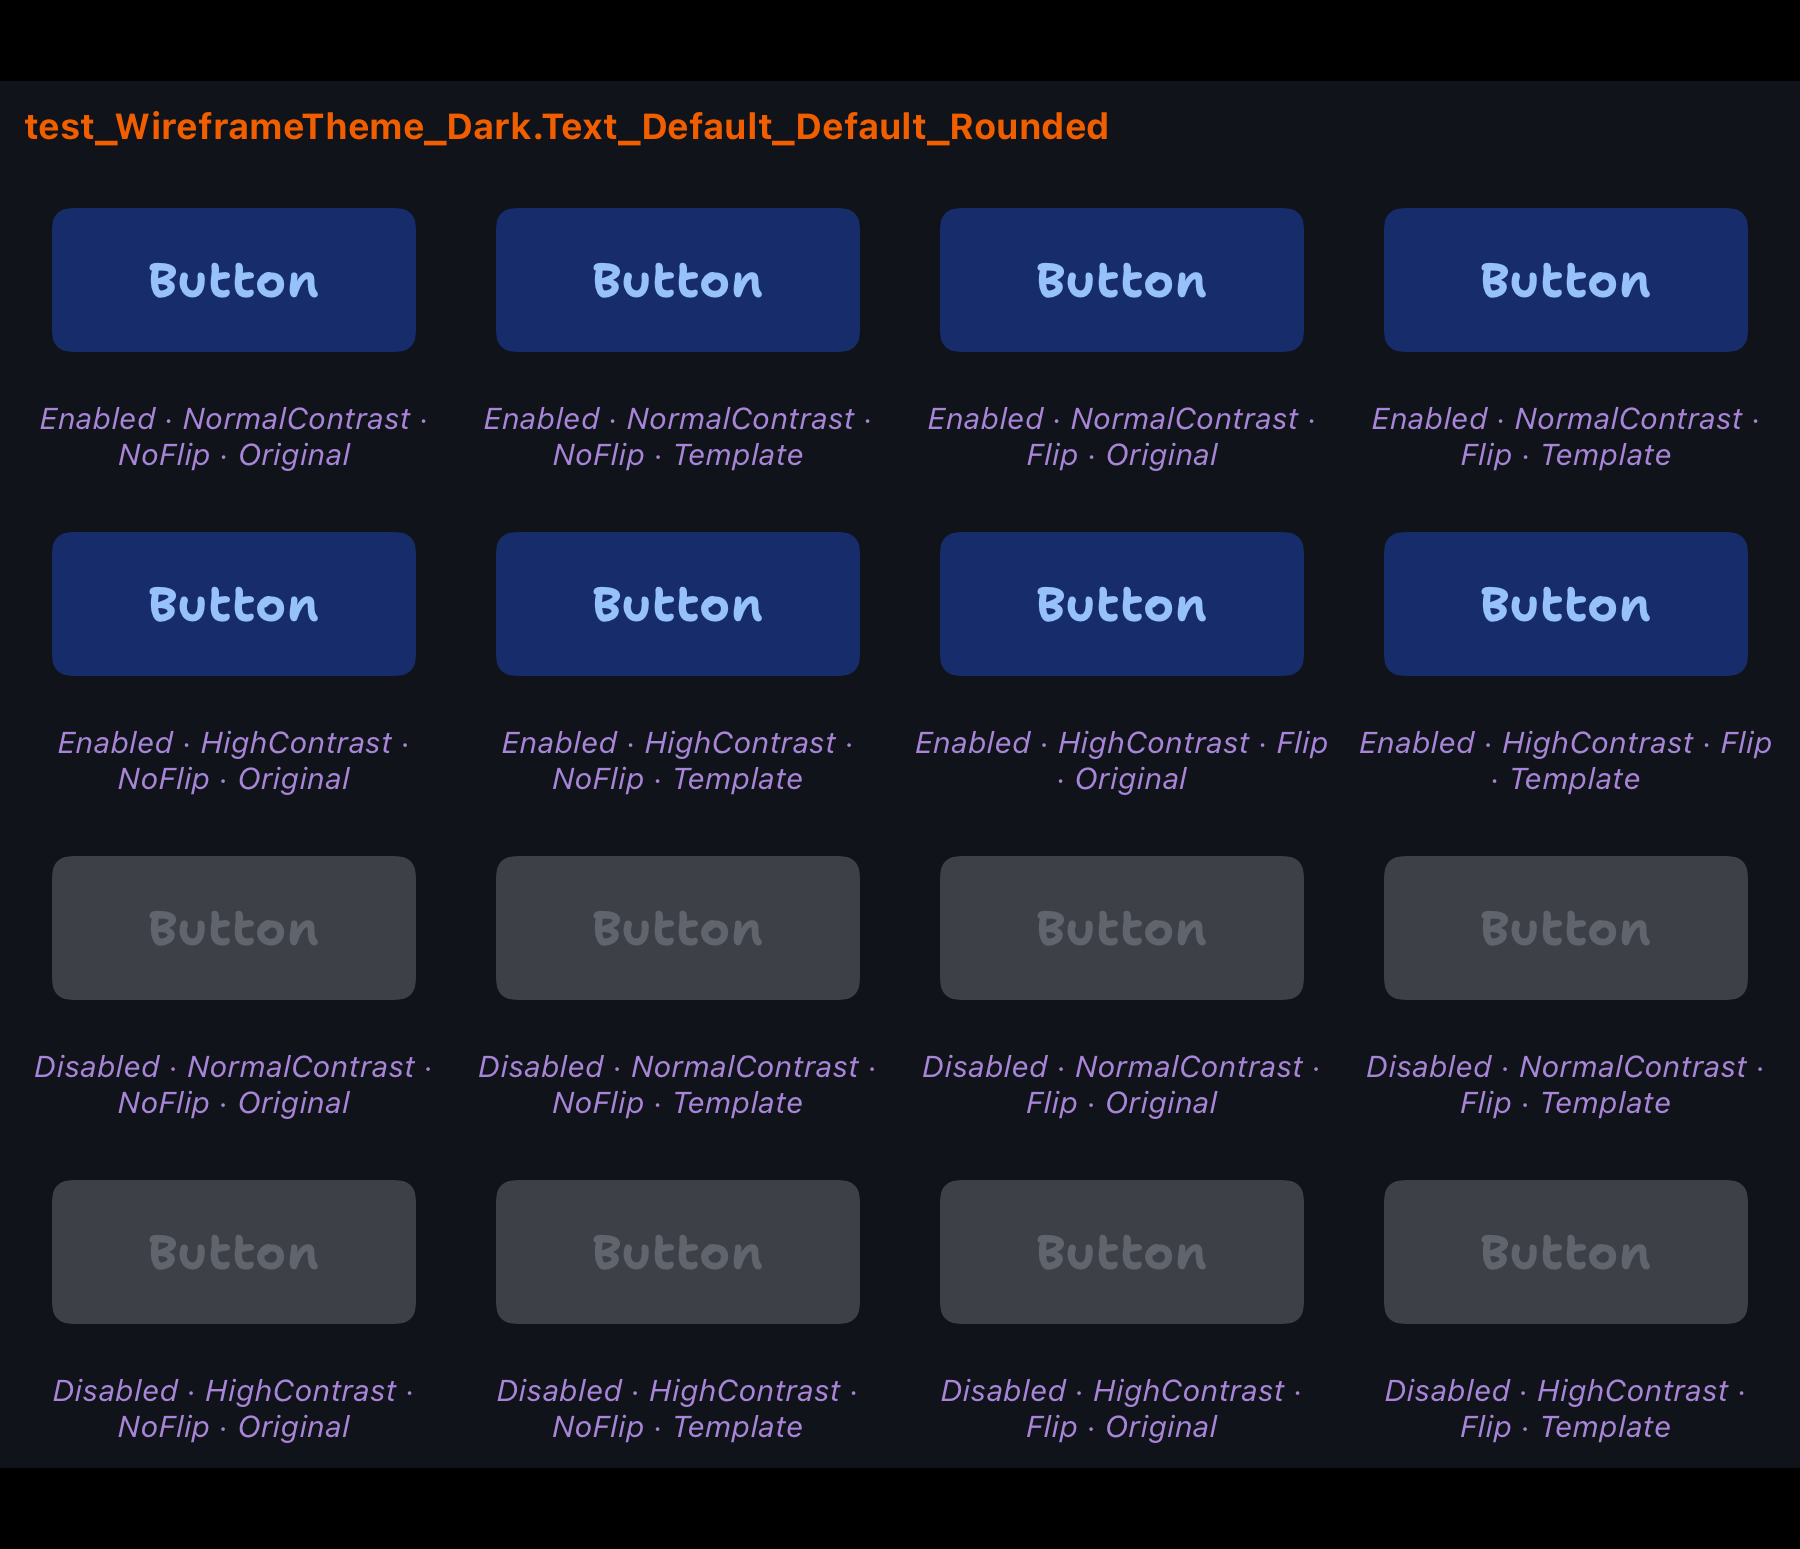 test_WireframeTheme_Dark.Text_Default_Default_Rounded
Button Button Button Button
Enabled · NormalContrast ·
NoFlip · Original
Enabled · NormalContrast ·
NoFlip · Template
Enabled · NormalContrast ·
Flip · Original
Enabled · NormalContrast ·
Flip · Template
Button Button Button Button
Enabled · HighContrast ·
NoFlip · Original
Enabled · HighContrast ·
NoFlip · Template
Enabled · HighContrast · Flip
· Original
Enabled · HighContrast · Flip
· Template
Button Button Button Button
Disabled · NormalContrast ·
NoFlip · Original
Disabled · NormalContrast ·
NoFlip · Template
Disabled · NormalContrast ·
Flip · Original
Disabled · NormalContrast ·
Flip · Template
Button Button Button Button
Disabled · HighContrast ·
NoFlip · Original
Disabled · HighContrast ·
NoFlip · Template
Disabled · HighContrast ·
Flip · Original
Disabled · HighContrast ·
Flip · Template